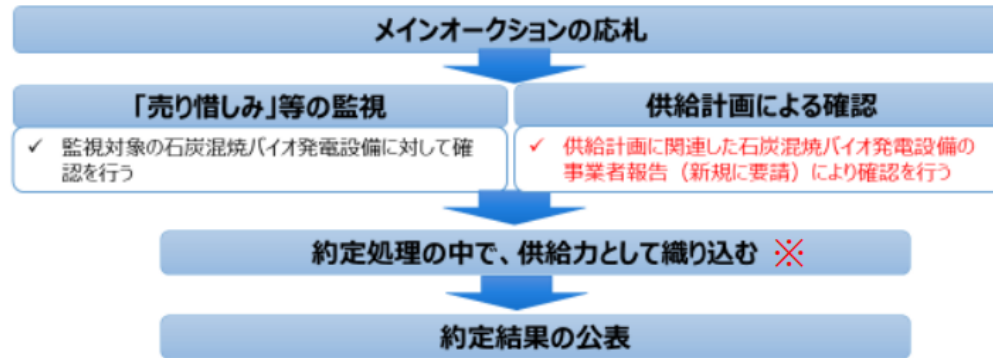 メインオークションの応札
「売り惜しみ」等の監視
✓ 監視対象の石炭混焼バイオ発電設備に対して確
認を行う
供給計画による確認
✓ 供給計画に関連した石炭混焼バイオ発電設備の
事業者報告（新規に要請）により確認を行う
約定処理の中で、供給力として織り込む ※
約定結果の公表